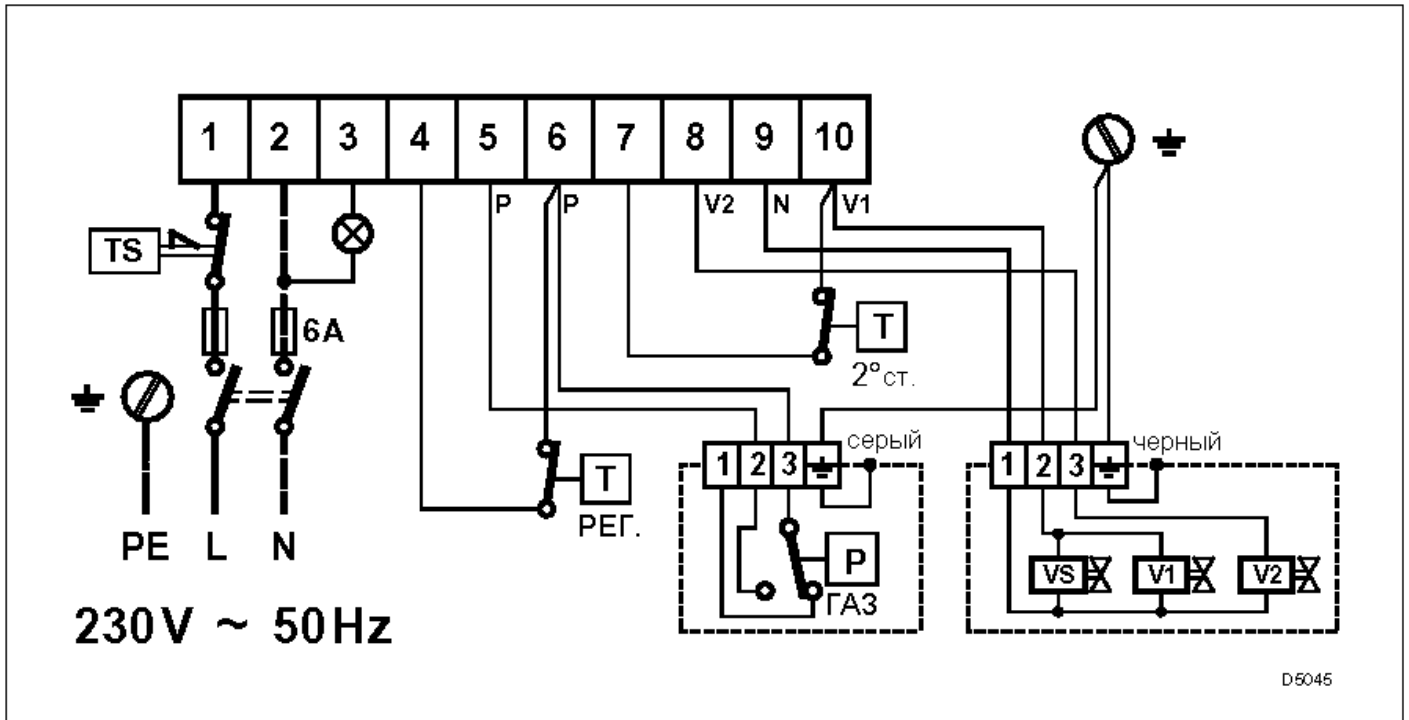 1 2 3 4 5 6 7 8 9 10
P P V2 N V1
TS
6A
T
2°ст.
серый
черный
1 2 3
1 2 3
T
РЕГ.
P
ГАЗ
VS V1 V2
PE L N
230V ~ 50Hz
D5045